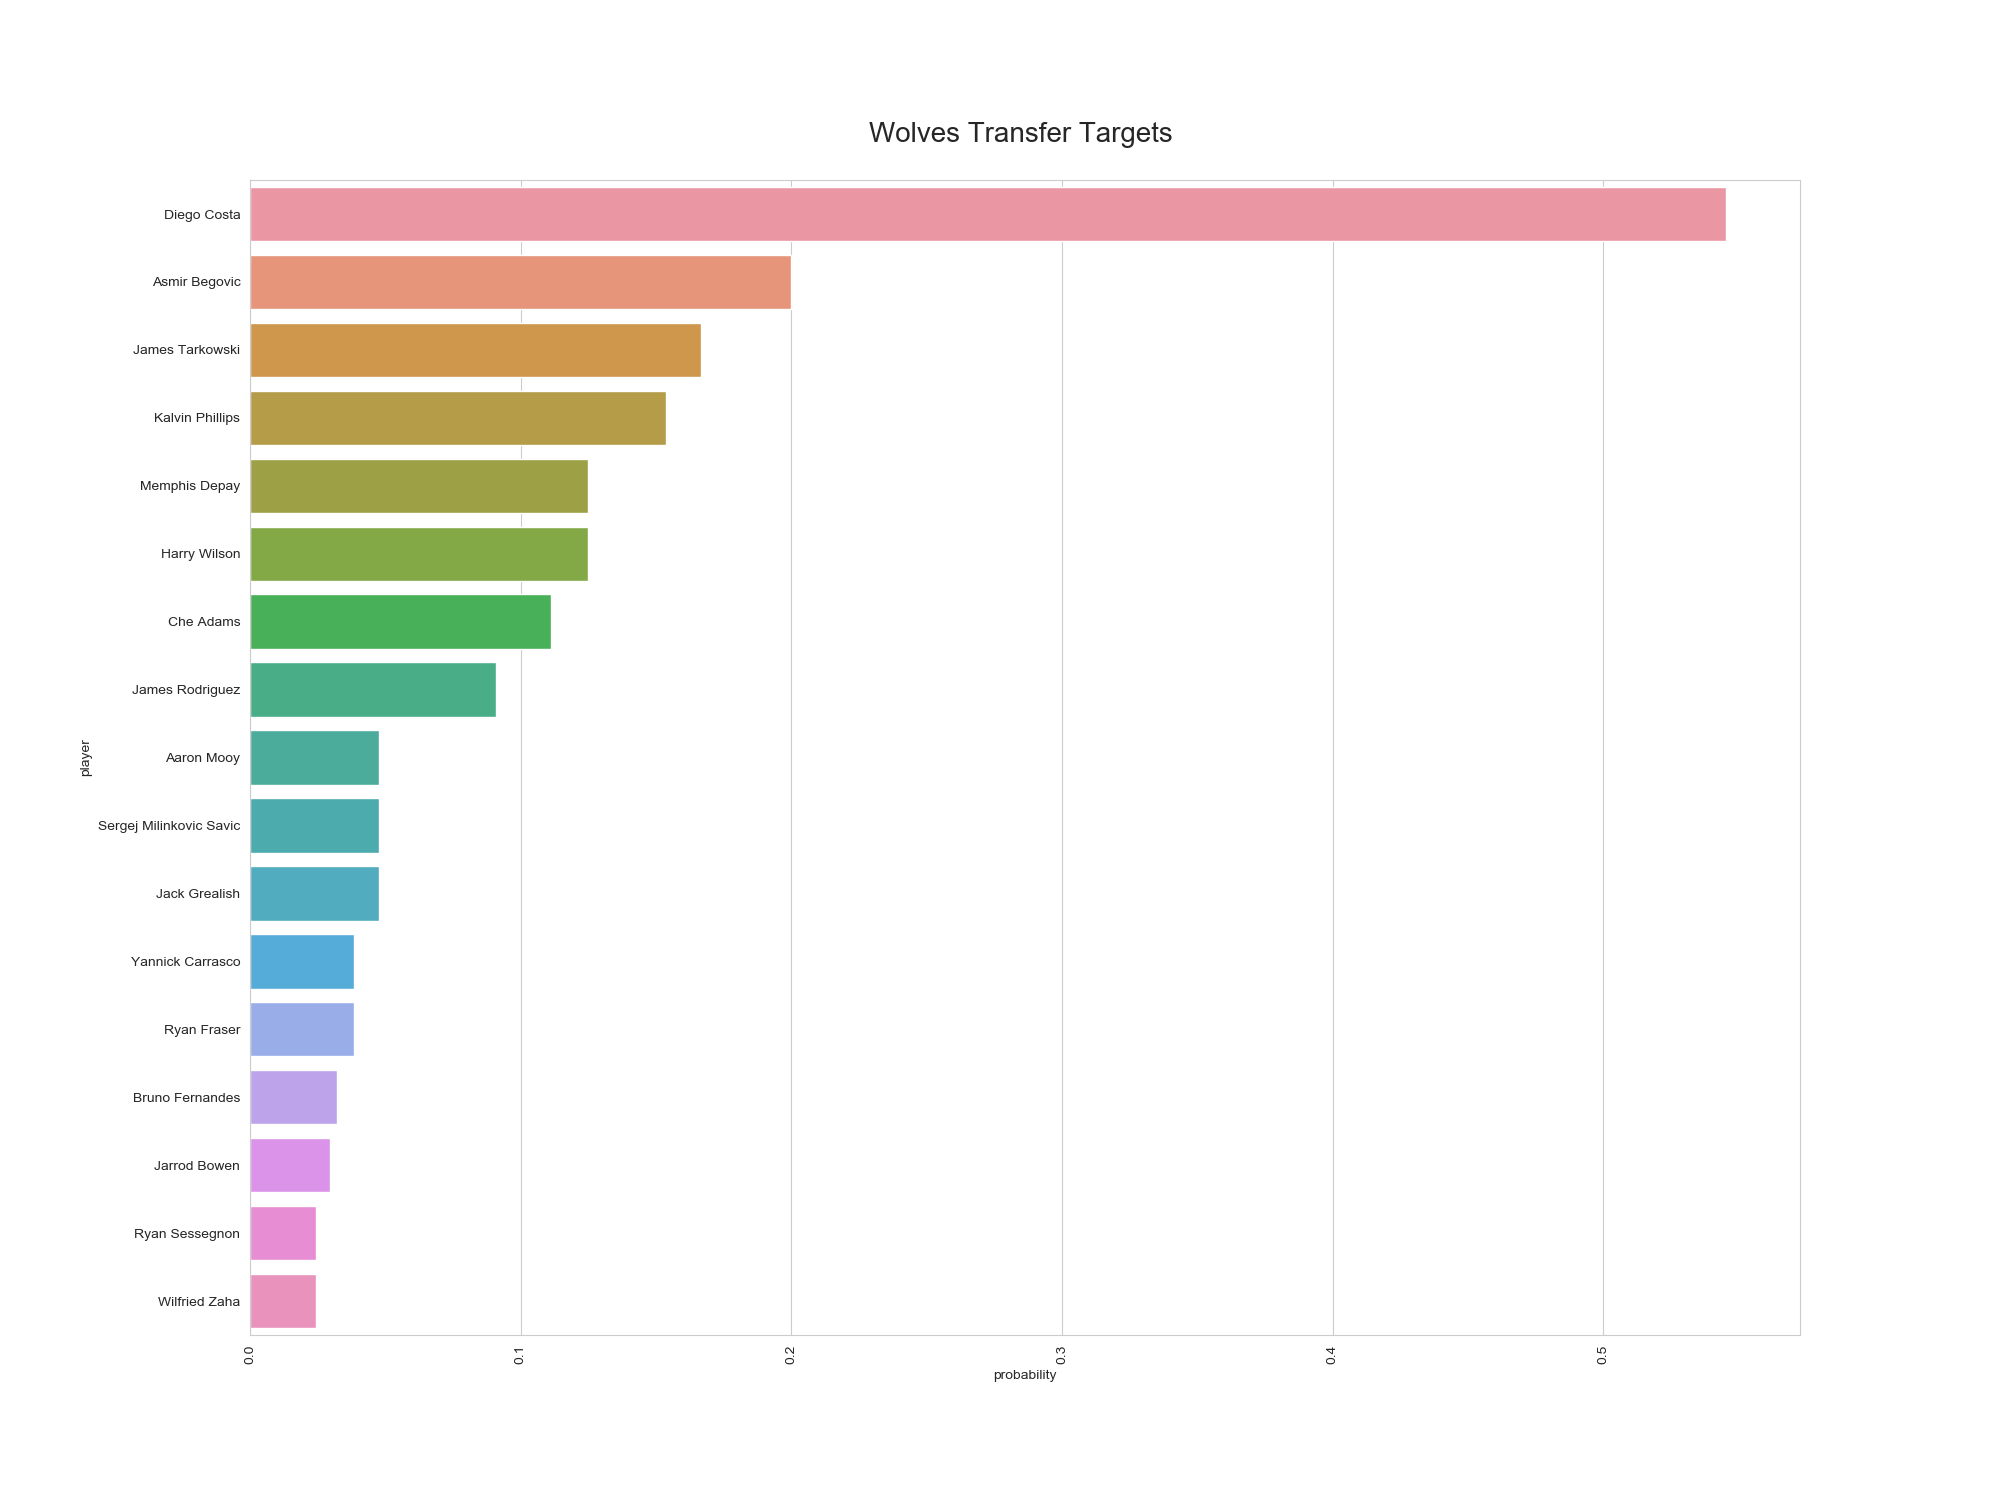 Wolves Transfer Targets
Diego Costa
Asmir Begovic
James Tarkowski
Kalvin Phillips
Memphis Depay
Harry Wilson
Che Adams
James Rodriguez
Aaron Mooy
Sergej Milinkovic Savic
Jack Grealish
Yannick Carrasco
Ryan Fraser
Bruno Fernandes
Jarrod Bowen
Ryan Sessegnon
Wilfried Zaha
player
0.0
0.1
0.2
0.3
0.4
0.5
probability